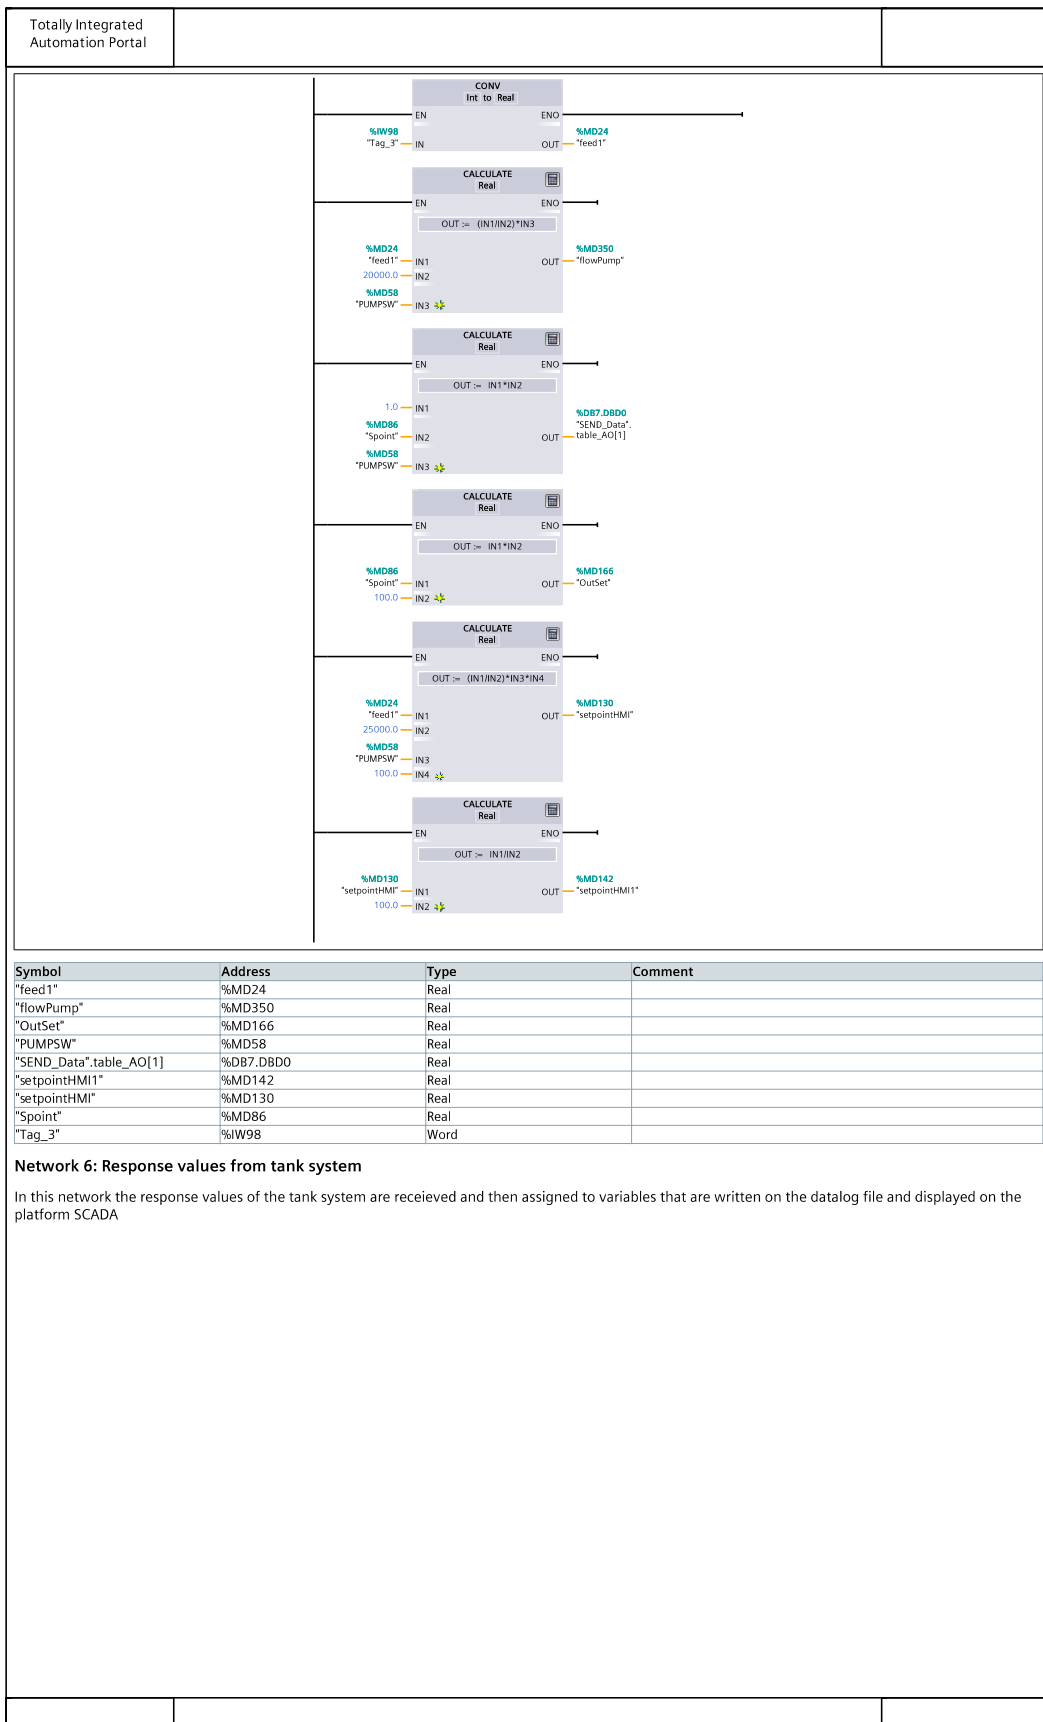 Totally Integrated
Automation Portal
CONV
Int to Real
EN ENO
%IW98 %MD24
"Tag_3" IN OUT "feed1"
CALCULATE
Real
EN ENO
OUT := (IN1/IN2)*IN3
%MD24 %MD350
"feed1" IN1 OUT "flowPump"
20000.0 IN2
%MD58
"PUMPSW" IN3
CALCULATE
Real
EN ENO
OUT := IN1*IN2
1.0 IN1
%DB7.DBD0
%MD86 "SEND_Data".
"Spoint" IN2 OUT table_AO[1]
%MD58
"PUMPSW" IN3
CALCULATE
Real
EN ENO
OUT := IN1*IN2
%MD86 %MD166
"Spoint" IN1 OUT "OutSet"
100.0 IN2
CALCULATE
Real
EN ENO
OUT := (IN1/IN2)*IN3*IN4
%MD24 %MD130
"feed1" IN1 OUT "setpointHMI"
25000.0 IN2
%MD58
"PUMPSW" IN3
100.0 IN4
CALCULATE
Real
EN ENO
OUT := IN1/IN2
%MD130 %MD142
"setpointHMI" IN1 OUT "setpointHMI1"
100.0 IN2
Symbol Address Type Comment
"feed1" %MD24 Real
"flowPump" %MD350 Real
"OutSet" %MD166 Real
"PUMPSW" %MD58 Real
"SEND_Data".table_AO[1] %DB7.DBD0 Real
"setpointHMI1" %MD142 Real
"setpointHMI" %MD130 Real
"Spoint" %MD86 Real
"Tag_3" %IW98 Word
Network 6: Response values from tank system
In this network the response values of the tank system are receieved and then assigned to variables that are written on the datalog file and displayed on the
platform SCADA